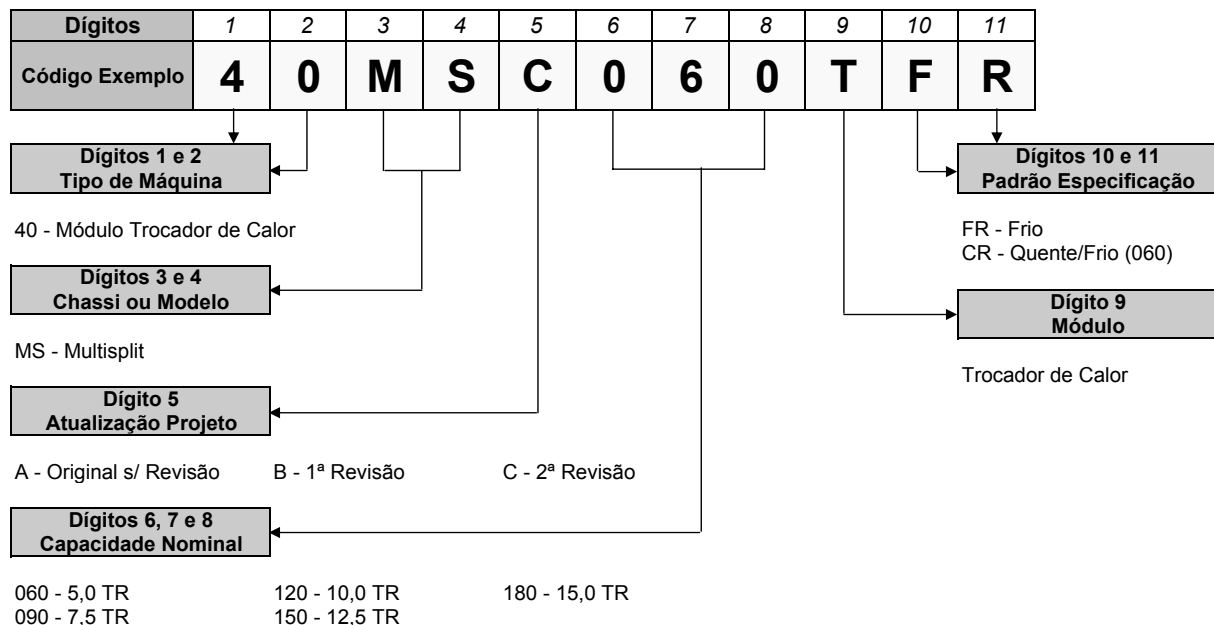 Dígitos 1 2 3 4 5 6 7 8 9 10 11
Código Exemplo 4 0 M S C 0 6 0 T F R
Dígitos 1 e 2
Tipo de Máquina
40 - Módulo Trocador de Calor
Dígitos 3 e 4
Chassi ou Modelo
MS - Multisplit
Dígito 5
Atualização Projeto
A - Original s/ Revisão B - 1ª Revisão C - 2ª Revisão
Dígitos 6, 7 e 8
Capacidade Nominal
060 - 5,0 TR 120 - 10,0 TR 180 - 15,0 TR
090 - 7,5 TR 150 - 12,5 TR
Dígitos 10 e 11
Padrão Especificação
FR - Frio
CR - Quente/Frio (060)
Dígito 9
Módulo
Trocador de Calor